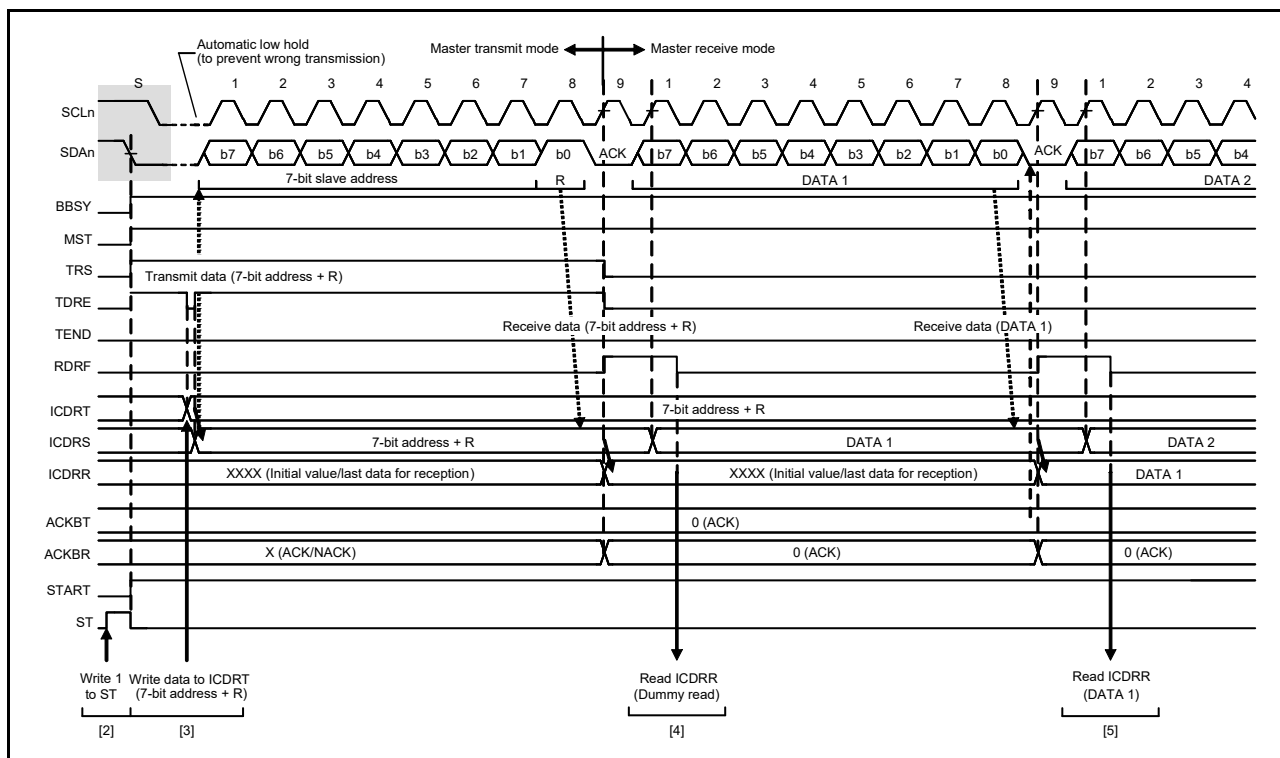 Automatic low hold
(to prevent wrong transmission)
Master transmit mode
Master receive mode
S 1 2 3 4 5 6 7 8 9 1 2 3 4 5 6 7 8 9 1 2 3 4
SCLn
SDAn b7 b6 b5 b4 b3 b2 b1 b0 ACK b7 b6 b5 b4 b3 b2 b1 b0 ACK b7 b6 b5 b4
7-bit slave address R DATA 1 DATA 2
BBSY
MST
TRS
Transmit data (7-bit address + R)
TDRE
Receive data (7-bit address + R) Receive data (DATA 1)
TEND
RDRF
ICDRT 7-bit address + R
ICDRS 7-bit address + R DATA 1 DATA 2
ICDRR XXXX (Initial value/last data for reception) XXXX (Initial value/last data for reception) DATA 1
ACKBT 0 (ACK)
ACKBR X (ACK/NACK) 0 (ACK) 0 (ACK)
START
ST
Write 1
to ST
Write data to ICDRT
(7-bit address + R)
Read ICDRR
(Dummy read)
Read ICDRR
(DATA 1)
[2] [3] [4] [5]